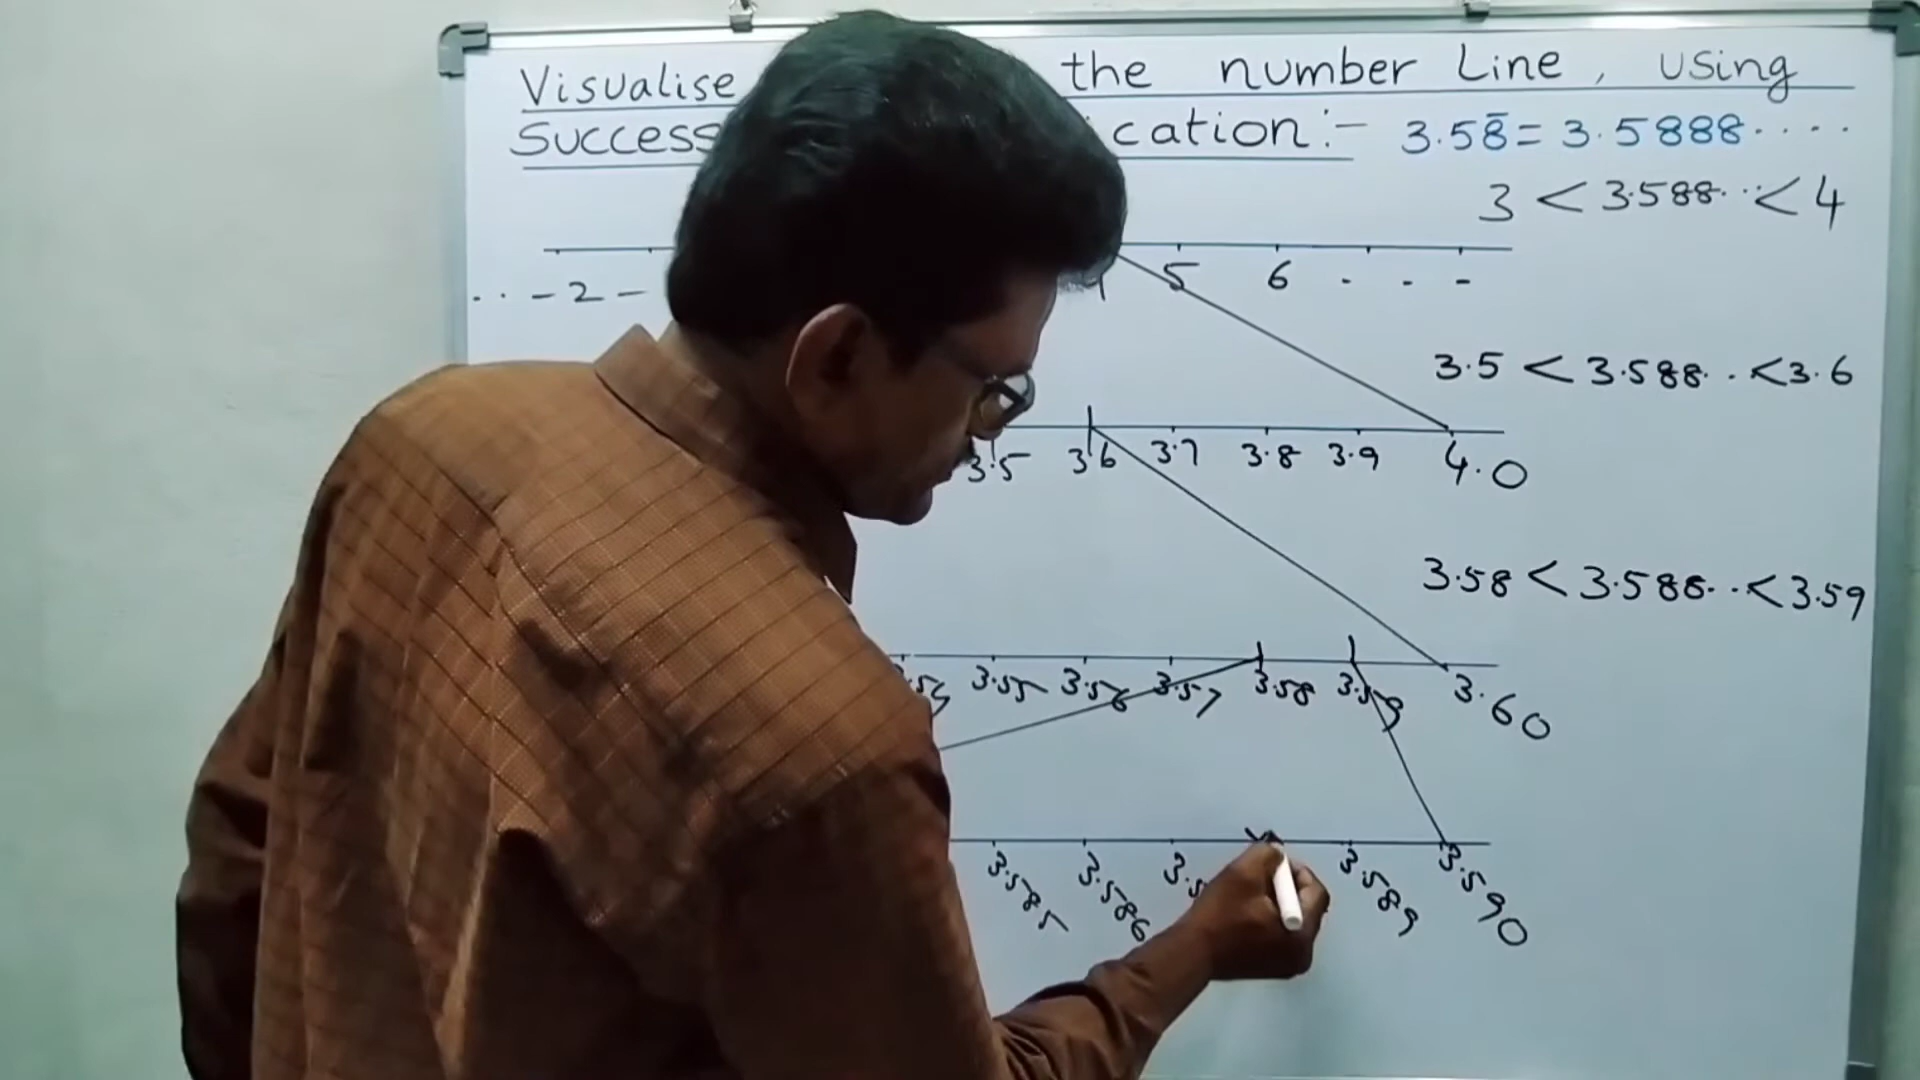 Visualise the number Line, using
Success ication:- 3.58̅ = 3.5888....
3 < 3.588... < 4
.. -2 - 5 6 . - -
3.5 < 3.588.. < 3.6
3.5 3.6 3.7 3.8 3.9 4.0
3.58 < 3.588.. < 3.59
3.55 3.56 3.57 3.58 3.59 3.60
3.585 3.586 3.5 3.589 3.590